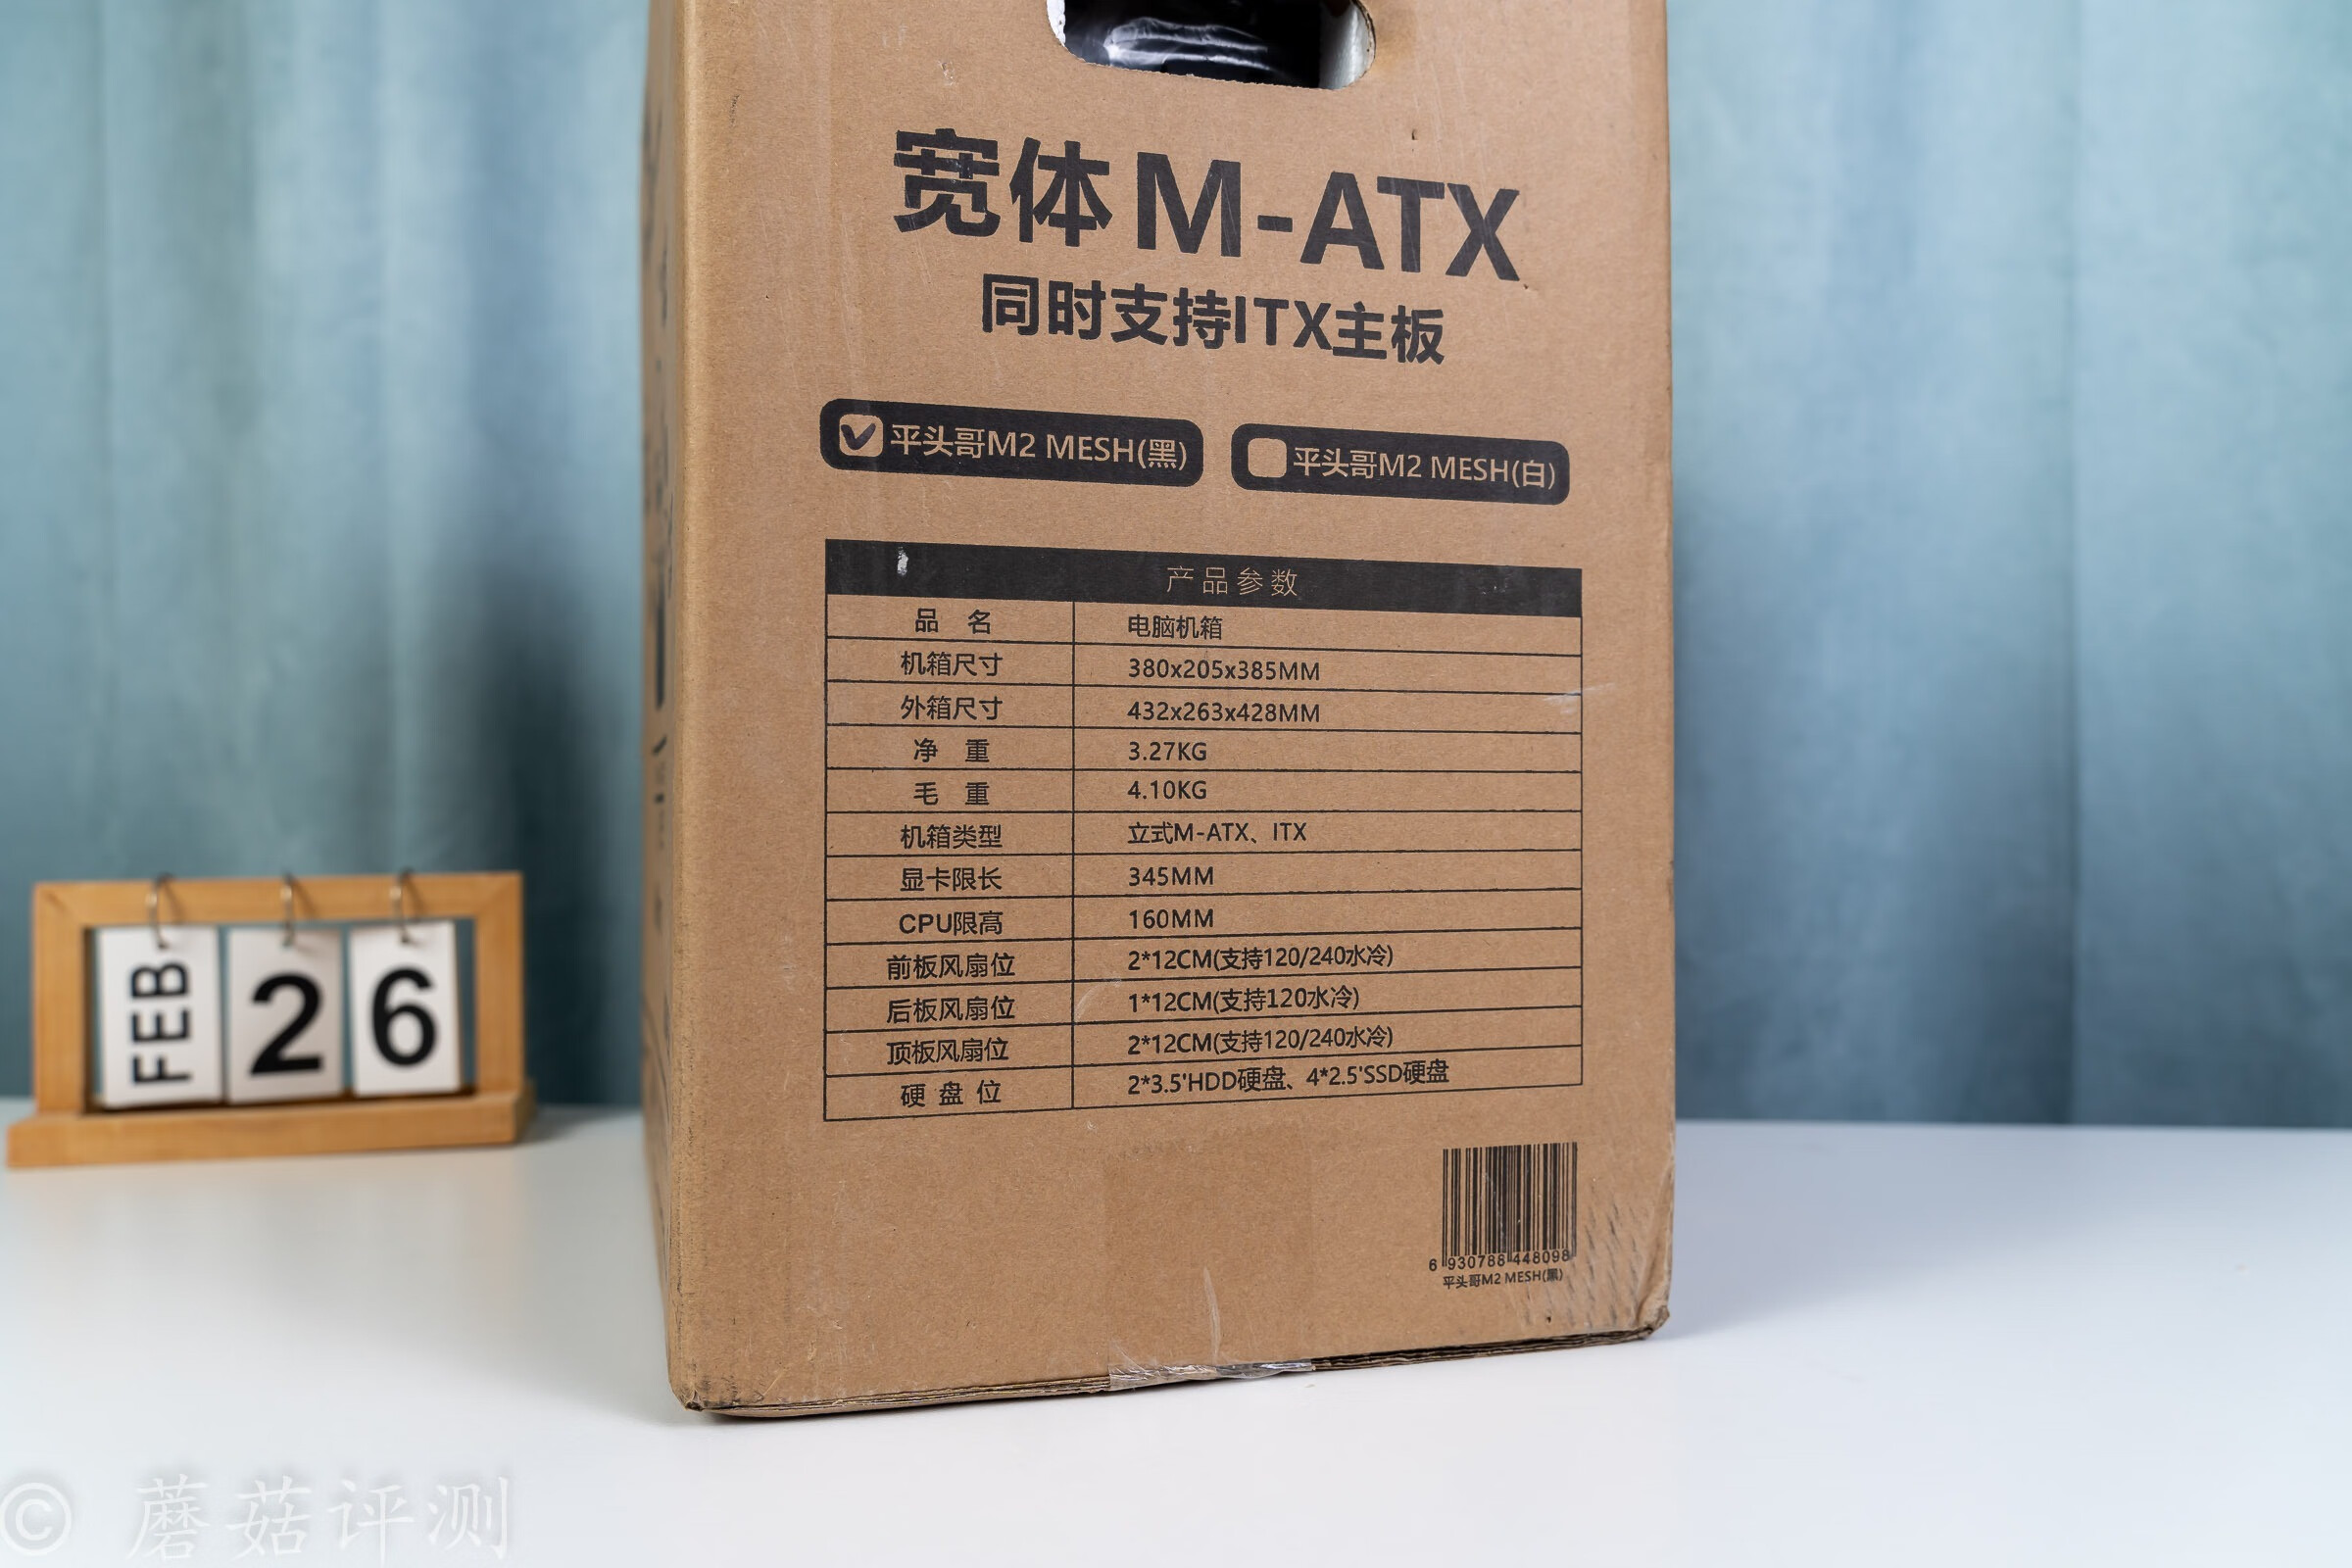 宽体M-ATX
同时支持ITX主板
平头哥M2 MESH(黑) 平头哥M2 MESH(白)
产品参数
品 名 电脑机箱
机箱尺寸 380x205x385MM
外箱尺寸 432x263x428MM
净 重 3.27KG
毛 重 4.10KG
机箱类型 立式M-ATX、ITX
显卡限长 345MM
CPU限高 160MM
前板风扇位 2*12CM(支持120/240水冷)
后板风扇位 1*12CM(支持120水冷)
顶板风扇位 2*12CM(支持120/240水冷)
硬 盘 位 2*3.5'HDD硬盘、4*2.5'SSD硬盘
6 930788 448098
平头哥M2 MESH(黑)
FEB 2 6
© 蘑菇评测